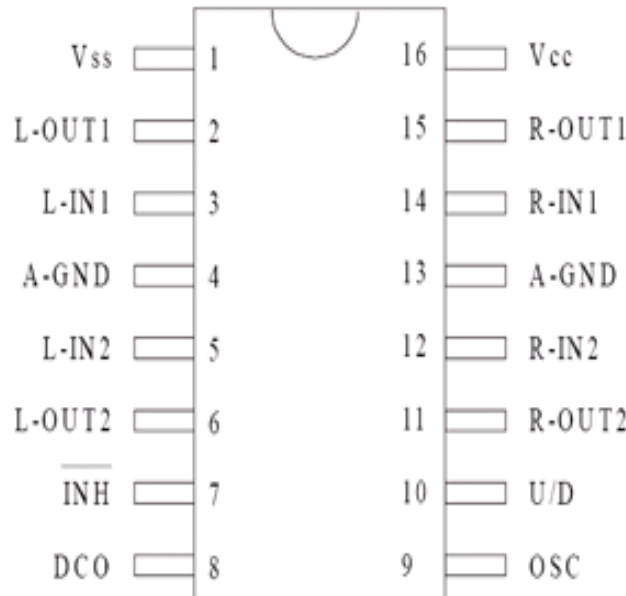 Vss 1 16 Vcc
L-OUT1 2 15 R-OUT1
L-IN1 3 14 R-IN1
A-GND 4 13 A-GND
L-IN2 5 12 R-IN2
L-OUT2 6 11 R-OUT2
I̅N̅H̅ 7 10 U/D
DCO 8 9 OSC